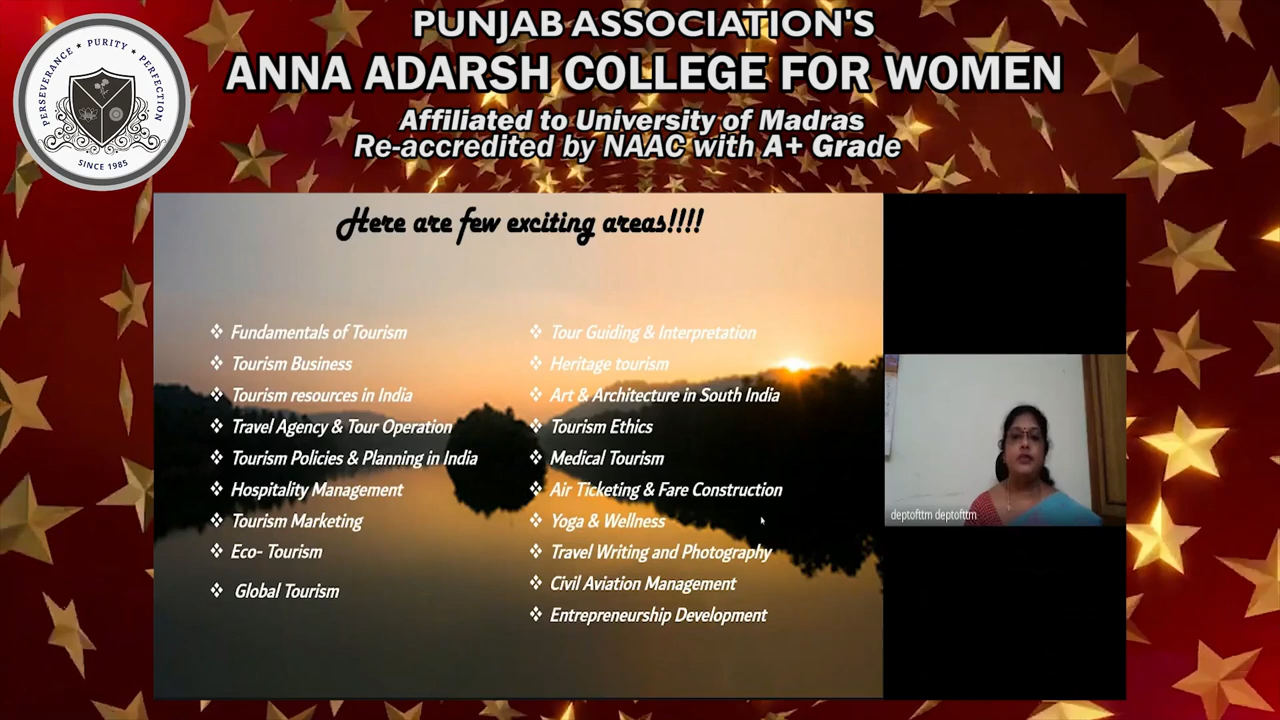 PUNJAB ASSOCIATION'S
ANNA ADARSH COLLEGE FOR WOMEN
Affiliated to University of Madras
Re-accredited by NAAC with A+ Grade
PERSEVERANCE ★ PURITY ★ PERFECTION
SINCE 1985
Here are few exciting areas!!!!
❖ Fundamentals of Tourism
❖ Tourism Business
❖ Tourism resources in India
❖ Travel Agency & Tour Operation
❖ Tourism Policies & Planning in India
❖ Hospitality Management
❖ Tourism Marketing
❖ Eco- Tourism
❖ Global Tourism
❖ Tour Guiding & Interpretation
❖ Heritage tourism
❖ Art & Architecture in South India
❖ Tourism Ethics
❖ Medical Tourism
❖ Air Ticketing & Fare Construction
❖ Yoga & Wellness
❖ Travel Writing and Photography
❖ Civil Aviation Management
❖ Entrepreneurship Development
deptofttm deptofttm